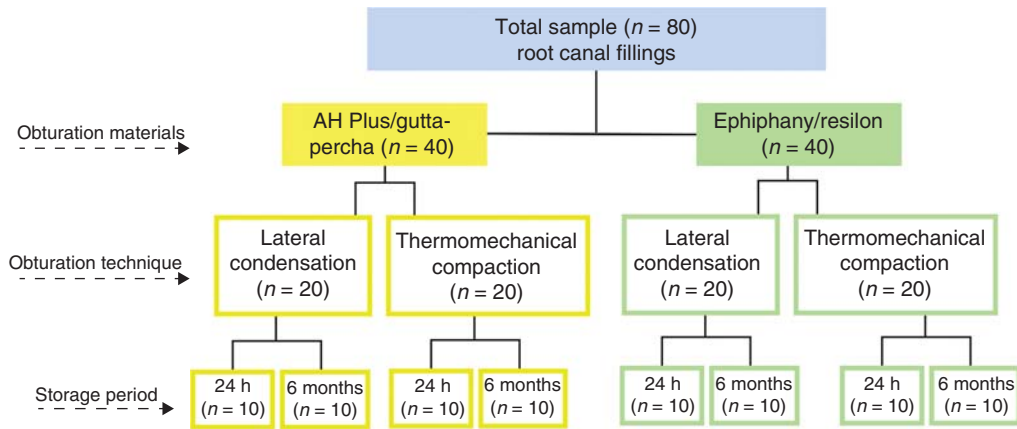 Total sample (n = 80)
root canal fillings
Obturation materials
AH Plus/gutta-
percha (n = 40)
Ephiphany/resilon
(n = 40)
Obturation technique
Lateral
condensation
(n = 20)
Thermomechanical
compaction
(n = 20)
Lateral
condensation
(n = 20)
Thermomechanical
compaction
(n = 20)
Storage period
24 h
(n = 10)
6 months
(n = 10)
24 h
(n = 10)
6 months
(n = 10)
24 h
(n = 10)
6 months
(n = 10)
24 h
(n = 10)
6 months
(n = 10)